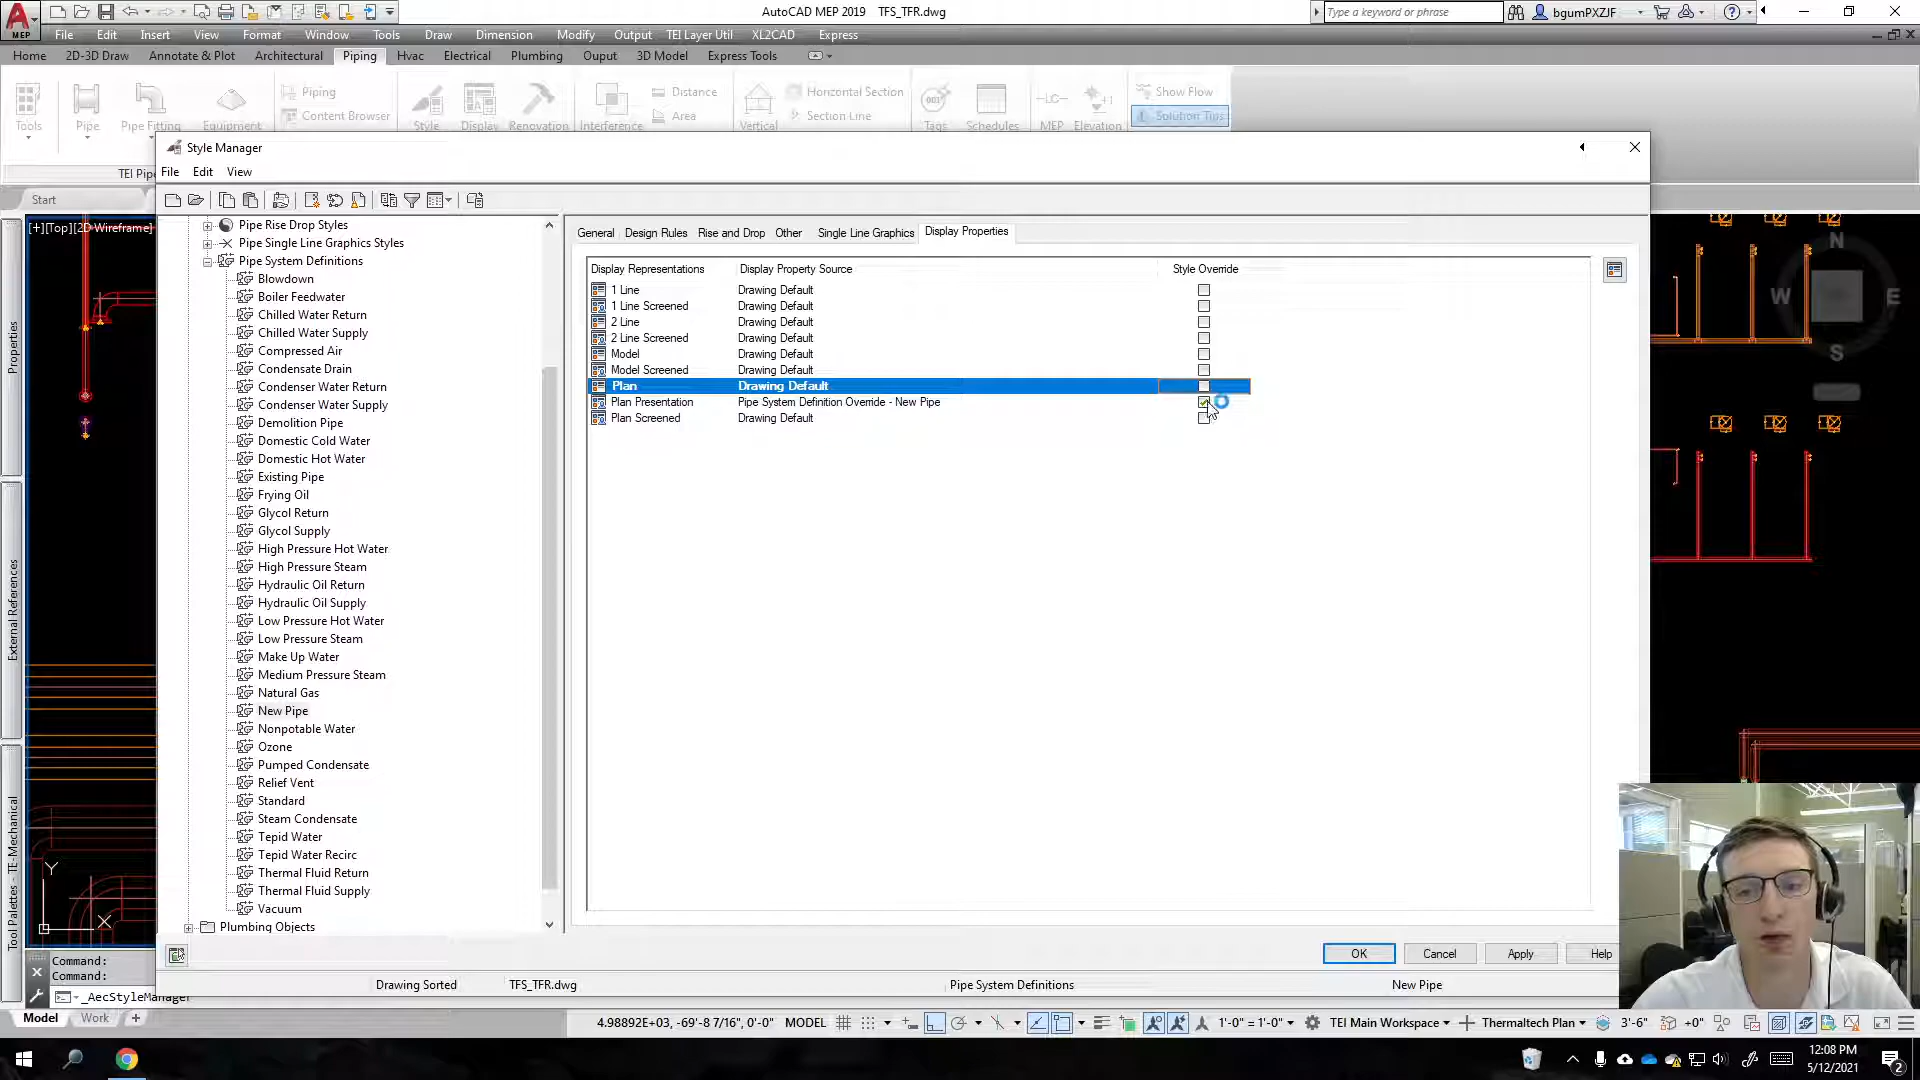 AutoCAD MEP 2019 TFS_TFR.dwg
Type a keyword or phrase
bgumPXZJF
MEP
File Edit Insert View Format Window Tools Draw Dimension Modify Output TEI Layer Util XL2CAD Express
Home 2D-3D Draw Annotate & Plot Architectural Piping Hvac Electrical Plumbing Ouput 3D Model Express Tools
Piping Distance Horizontal Section Show Flow
Content Browser Area Section Line Solution Tips
Tools Pipe Pipe Fitting Equipment Style Display Renovation Interference Vertical Tags Schedules MEP Elevation
TEI Pip
Style Manager
File Edit View
Start
[+][Top][2D Wireframe]
General Design Rules Rise and Drop Other Single Line Graphics Display Properties
Display Representations Display Property Source Style Override
1 Line Drawing Default
1 Line Screened Drawing Default
2 Line Drawing Default
2 Line Screened Drawing Default
Model Drawing Default
Model Screened Drawing Default
Plan Drawing Default
Plan Presentation Pipe System Definition Override - New Pipe
Plan Screened Drawing Default
Pipe Rise Drop Styles
Pipe Single Line Graphics Styles
Pipe System Definitions
Blowdown
Boiler Feedwater
Chilled Water Return
Chilled Water Supply
Compressed Air
Condensate Drain
Condenser Water Return
Condenser Water Supply
Demolition Pipe
Domestic Cold Water
Domestic Hot Water
Existing Pipe
Frying Oil
Glycol Return
Glycol Supply
High Pressure Hot Water
High Pressure Steam
Hydraulic Oil Return
Hydraulic Oil Supply
Low Pressure Hot Water
Low Pressure Steam
Make Up Water
Medium Pressure Steam
Natural Gas
New Pipe
Nonpotable Water
Ozone
Pumped Condensate
Relief Vent
Standard
Steam Condensate
Tepid Water
Tepid Water Recirc
Thermal Fluid Return
Thermal Fluid Supply
Vacuum
Plumbing Objects
Properties
External References
Tool Palettes - TE-Mechanical
N
W E
S
Y
X
OK Cancel Apply Help
Drawing Sorted TFS_TFR.dwg Pipe System Definitions New Pipe
Command:
Command:
_AecStyleManager
Model Work +
4.98892E+03, -69'-8 7/16", 0'-0" MODEL 1'-0" = 1'-0" TEI Main Workspace Thermaltech Plan 3'-6" +0"
12:08 PM
5/12/2021
2